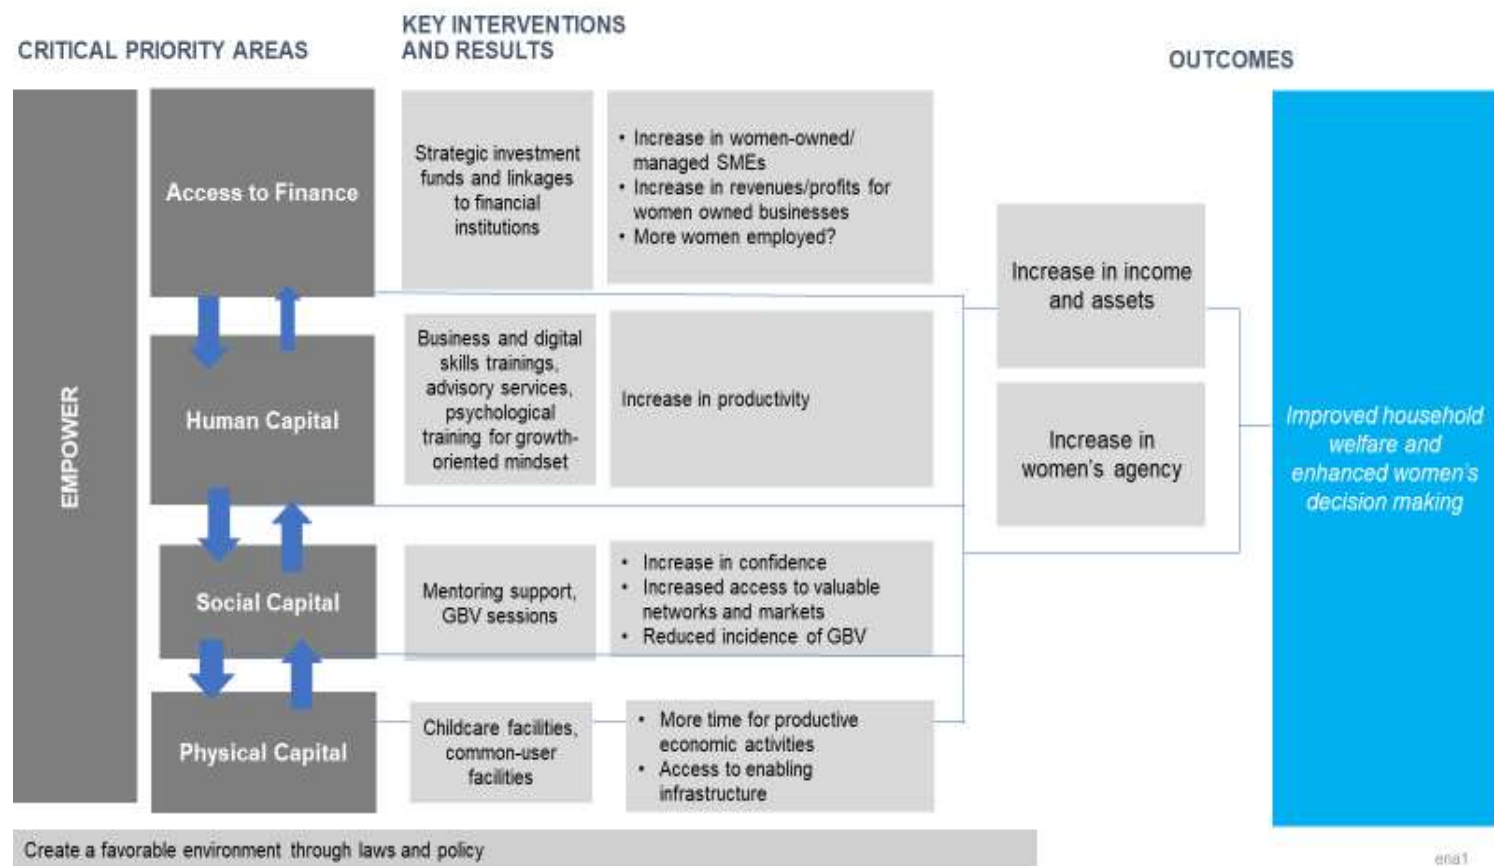 CRITICAL PRIORITY AREAS
KEY INTERVENTIONS
AND RESULTS
OUTCOMES
EMPOWER
Access to Finance
Strategic investment
funds and linkages
to financial
institutions
• Increase in women-owned/
managed SMEs
• Increase in revenues/profits for
women owned businesses
• More women employed?
Human Capital
Business and digital
skills trainings,
advisory services,
psychological
training for growth-
oriented mindset
Increase in productivity
Social Capital
Mentoring support,
GBV sessions
• Increase in confidence
• Increased access to valuable
networks and markets
• Reduced incidence of GBV
Physical Capital
Childcare facilities,
common-user
facilities
• More time for productive
economic activities
• Access to enabling
infrastructure
Increase in income
and assets
Increase in
women's agency
Improved household
welfare and
enhanced women's
decision making
Create a favorable environment through laws and policy